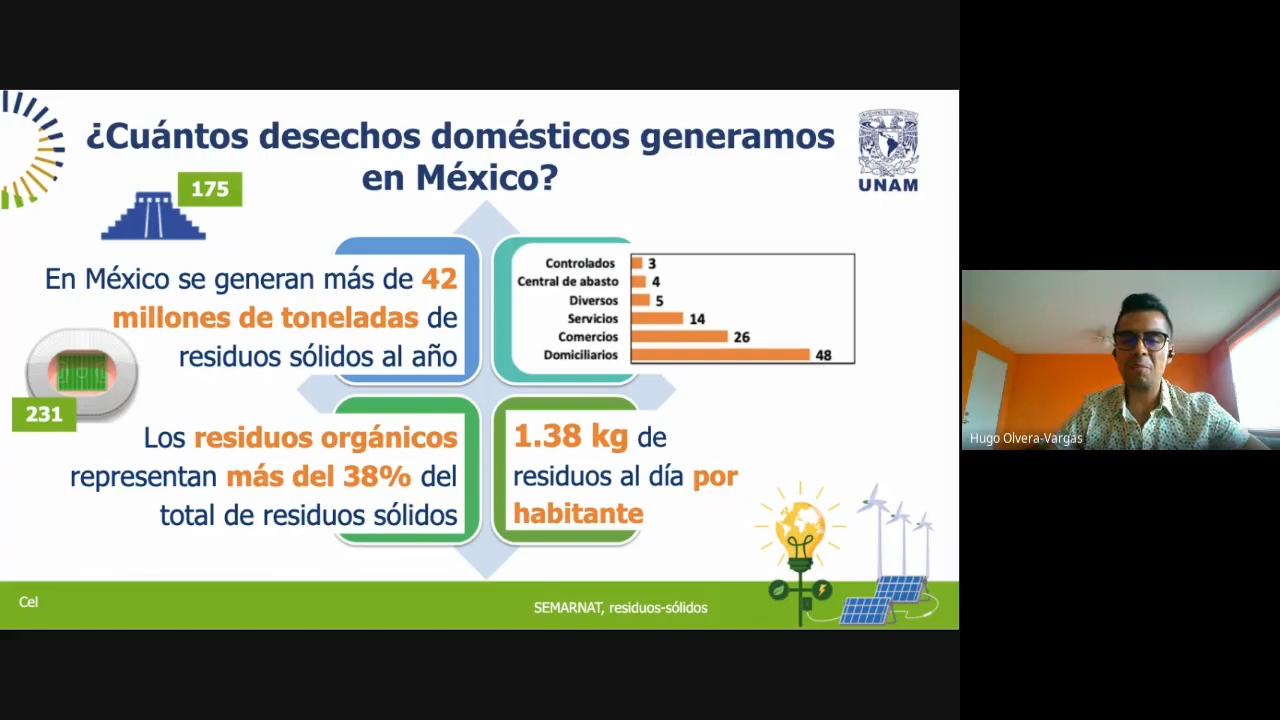 ¿Cuántos desechos domésticos generamos
en México?
UNAM
175
En México se generan más de 42
millones de toneladas de
residuos sólidos al año
231
Controlados 3
Central de abasto 4
Diversos 5
Servicios 14
Comercios 26
Domiciliarios 48
Los residuos orgánicos
representan más del 38% del
total de residuos sólidos
1.38 kg de
residuos al día por
habitante
Cel
SEMARNAT, residuos-sólidos
Hugo Olvera-Vargas